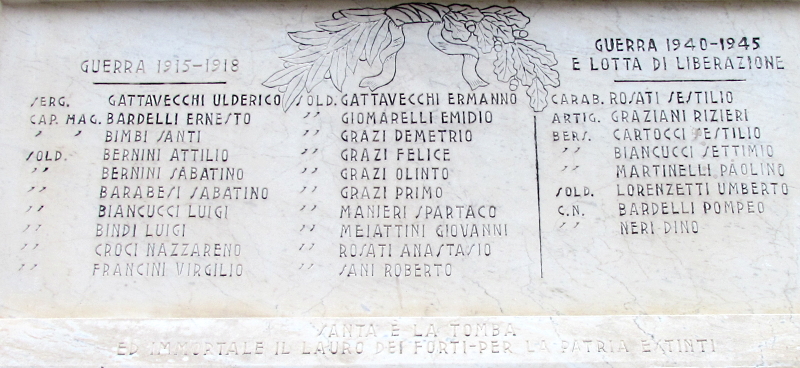 GUERRA 1915-1918
SERG. GATTAVECCHI ULDERICO
CAP. MAG. BARDELLI ERNESTO
" " BIMBI SANTI
SOLD. BERNINI ATTILIO
" BERNINI SABATINO
" BARABESI SABATINO
" BIANCUCCI LUIGI
" BINDI LUIGI
" CROCI NAZZARENO
" FRANCINI VIRGILIO
SOLD. GATTAVECCHI ERMANNO
" GIOMARELLI EMIDIO
" GRAZI DEMETRIO
" GRAZI FELICE
" GRAZI OLINTO
" GRAZI PRIMO
" MANIERI SPARTACO
" MEIATTINI GIOVANNI
" ROSATI ANASTASIO
" SANI ROBERTO
GUERRA 1940-1945
E LOTTA DI LIBERAZIONE
CARAB. ROSATI SESTILIO
ARTIG. GRAZIANI RIZIERI
BERS. CARTOCCI SESTILIO
" BIANCUCCI SETTIMIO
" MARTINELLI PAOLINO
SOLD. LORENZETTI UMBERTO
C.N. BARDELLI POMPEO
" NERI DINO
SANTA È LA TOMBA
ED IMMORTALE IL LAURO DEI FORTI-PER LA PATRIA EXTINTI